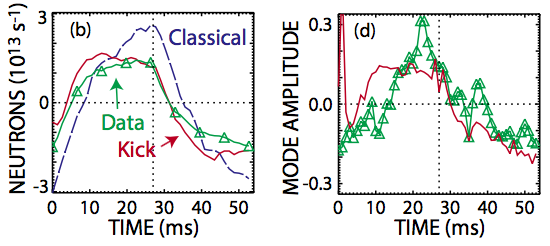 3
0
-3
NEUTRONS (10¹³ s⁻¹)
(b)
Classical
Data
Kick
0 10 20 30 40 50
TIME (ms)
0.3
0.0
-0.3
MODE AMPLITUDE
(d)
0 10 20 30 40 50
TIME (ms)